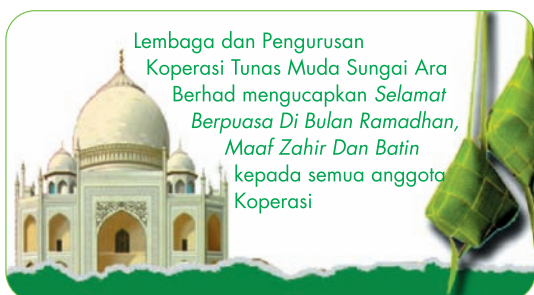 Lembaga dan Pengurusan
Koperasi Tunas Muda Sungai Ara
Berhad mengucapkan Selamat
Berpuasa Di Bulan Ramadhan,
Maaf Zahir Dan Batin
kepada semua anggota
Koperasi